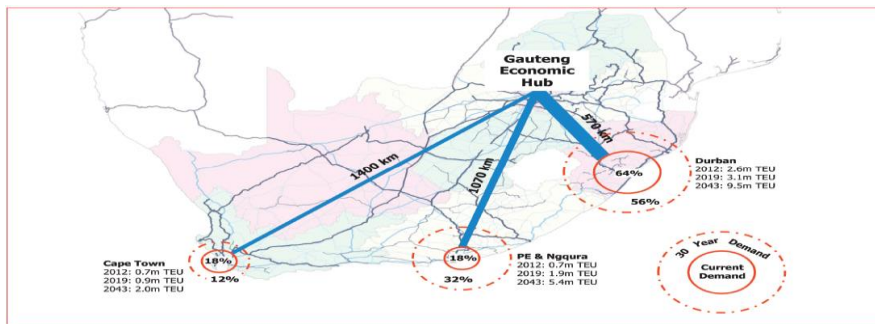 Gauteng
Economic
Hub
570 km
1400 km
1070 km
64%
56%
Durban
2012: 2.6m TEU
2019: 3.1m TEU
2043: 9.5m TEU
18%
12%
Cape Town
2012: 0.7m TEU
2019: 0.9m TEU
2043: 2.0m TEU
18%
32%
PE & Ngqura
2012: 0.7m TEU
2019: 1.9m TEU
2043: 5.4m TEU
30 Year Demand
Current
Demand